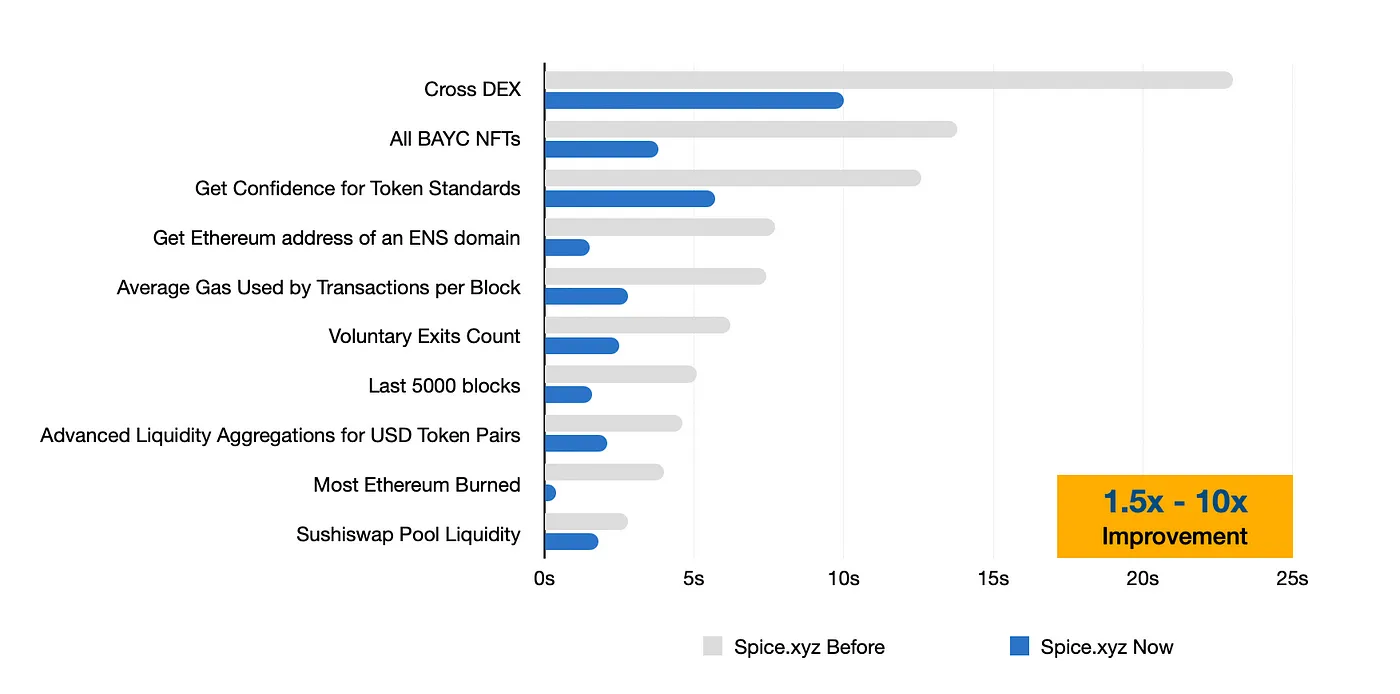 Cross DEX
All BAYC NFTs
Get Confidence for Token Standards
Get Ethereum address of an ENS domain
Average Gas Used by Transactions per Block
Voluntary Exits Count
Last 5000 blocks
Advanced Liquidity Aggregations for USD Token Pairs
Most Ethereum Burned
Sushiswap Pool Liquidity
1.5x - 10x
Improvement
0s 5s 10s 15s 20s 25s
Spice.xyz Before Spice.xyz Now